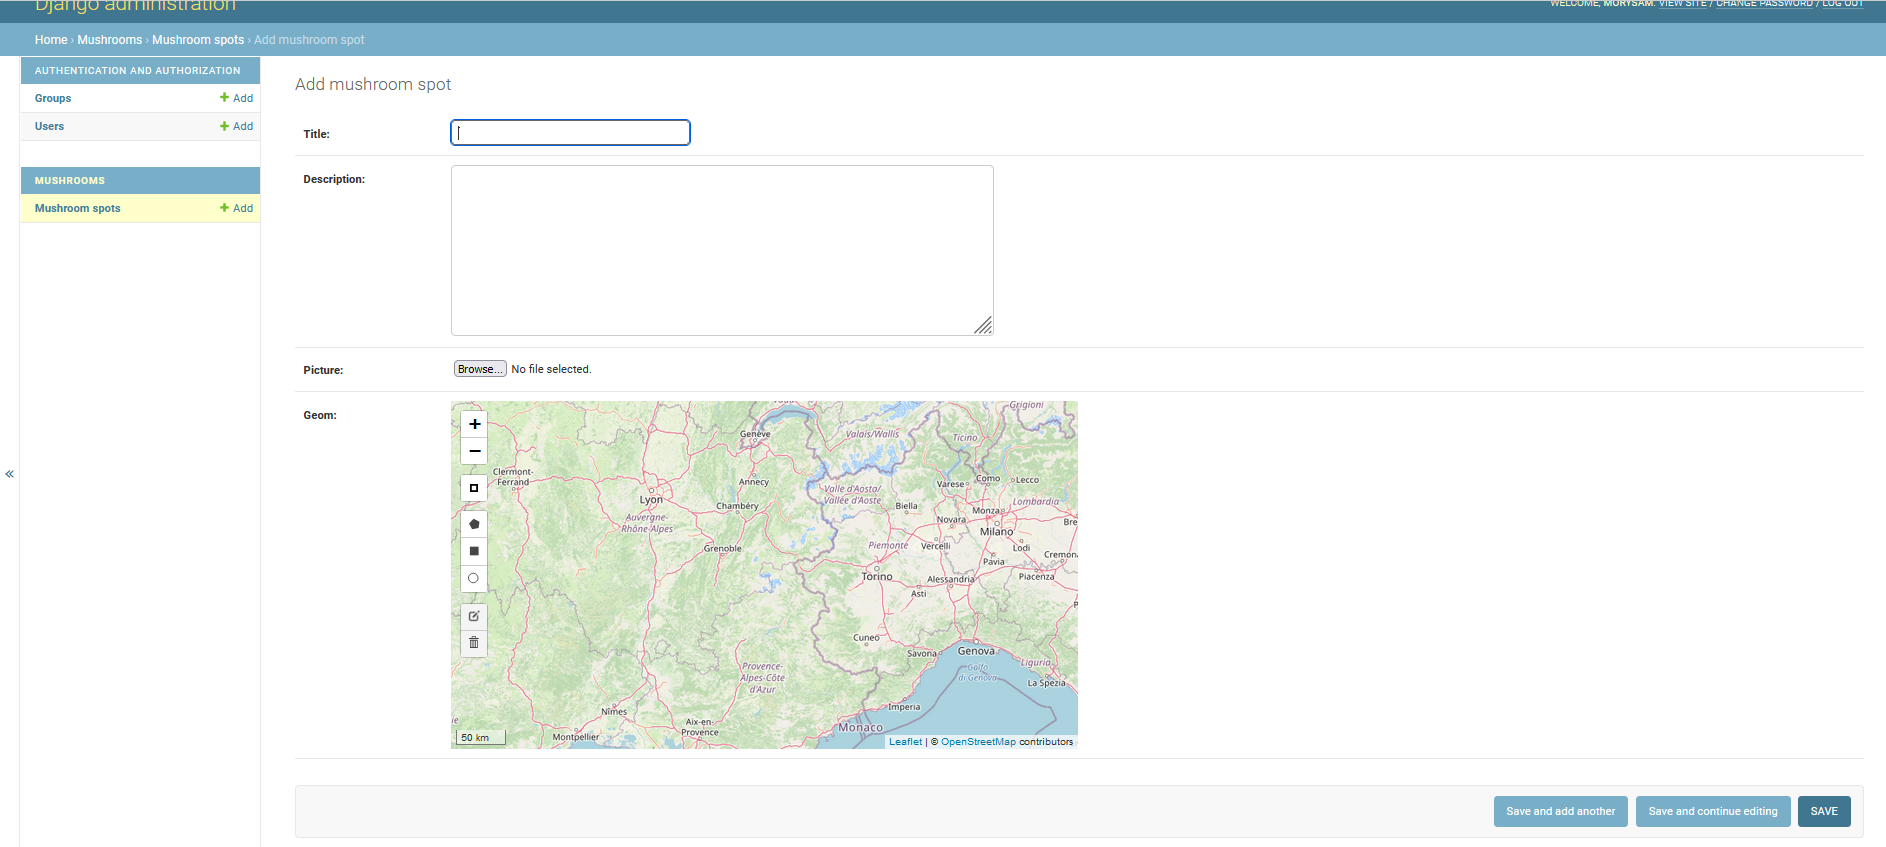 Django administration
WELCOME, MORYSAM. VIEW SITE / CHANGE PASSWORD / LOG OUT
Home › Mushrooms › Mushroom spots › Add mushroom spot
AUTHENTICATION AND AUTHORIZATION
Groups + Add
Users + Add
MUSHROOMS
Mushroom spots + Add
«
Add mushroom spot
Title:
Description:
Picture: Browse... No file selected.
Geom:
+
−
Grigioni
Genève
Valais/Wallis
Ticino
Clermont-
Ferrand
Annecy
Varese
Como
Lecco
Lyon
Valle d'Aosta/
Vallée d'Aoste
Chambéry
Biella
Lombardia
Auvergne-
Rhône-Alpes
Novara
Monza
Bre
Milano
Grenoble
Piemonte
Vercelli
Lodi
Cremon
Pavia
Torino
Alessandria
Piacenza
Asti
Cuneo
Savona
Genova
Golfo
di Genova
Liguria
Provence-
Alpes-Côte
d'Azur
La Spezia
Nîmes
Imperia
Aix-en-
Provence
Monaco
Montpellier
50 km
Leaflet | © OpenStreetMap contributors
Save and add another
Save and continue editing
SAVE